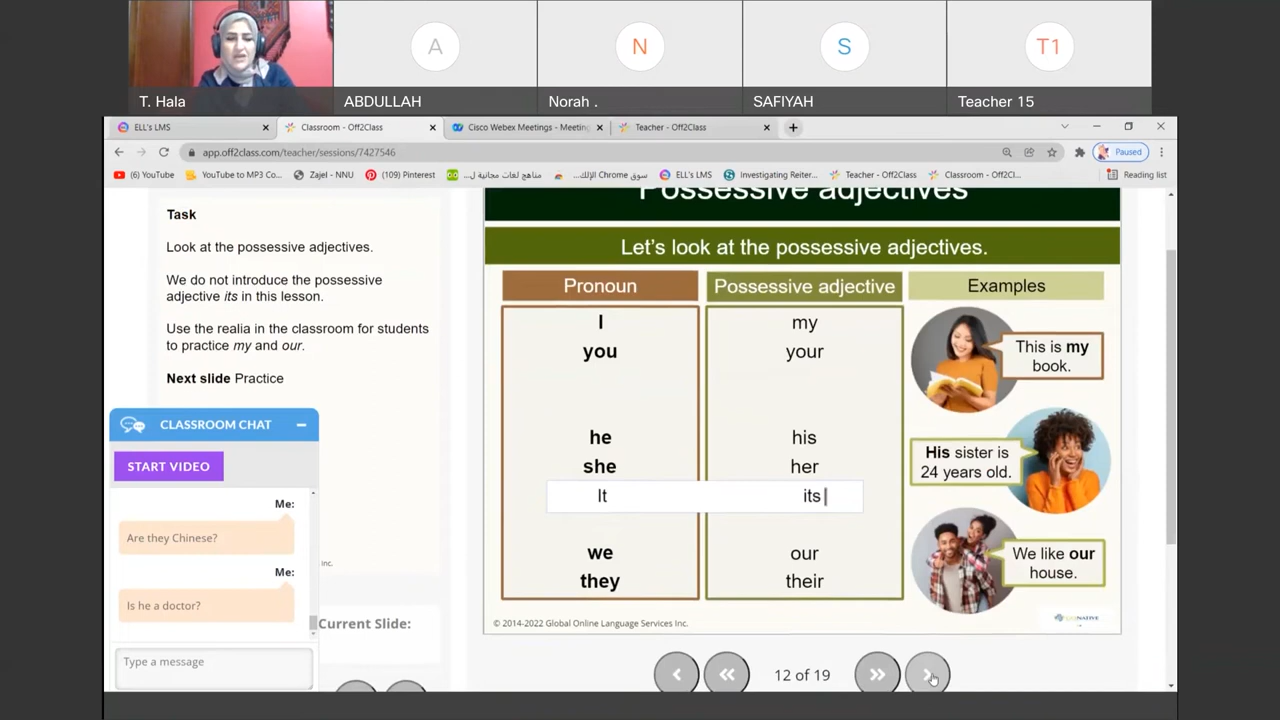 A
N
S
T1
T. Hala
ABDULLAH
Norah .
SAFIYAH
Teacher 15
ELL's LMS
Classroom - Off2Class
Cisco Webex Meetings - Meeting
Teacher - Off2Class
app.off2class.com/teacher/sessions/7427546
Paused
(6) YouTube
YouTube to MP3 Co...
Zajel - NNU
(109) Pinterest
مناهج لغات مجانية ل...
سوق Chrome الإلك...
ELL's LMS
Investigating Reiter...
Teacher - Off2Class
Classroom - Off2Cl...
Reading list
Task
Look at the possessive adjectives.
We do not introduce the possessive
adjective its in this lesson.
Use the realia in the classroom for students
to practice my and our.
Next slide Practice
inc.
Current Slide:
CLASSROOM CHAT
START VIDEO
Me:
Are they Chinese?
Me:
Is he a doctor?
Type a message
Possessive adjectives
Let's look at the possessive adjectives.
Pronoun
Possessive adjective
Examples
I my
you your
he his
she her
It its
we our
they their
This is my
book.
His sister is
24 years old.
We like our
house.
© 2014-2022 Global Online Language Services Inc.
12 of 19